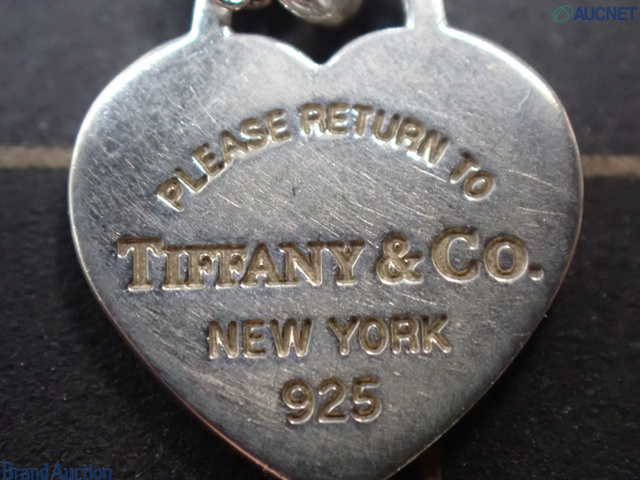 AUCNET
PLEASE RETURN TO
TIFFANY & CO.
NEW YORK
925
Brand Auction